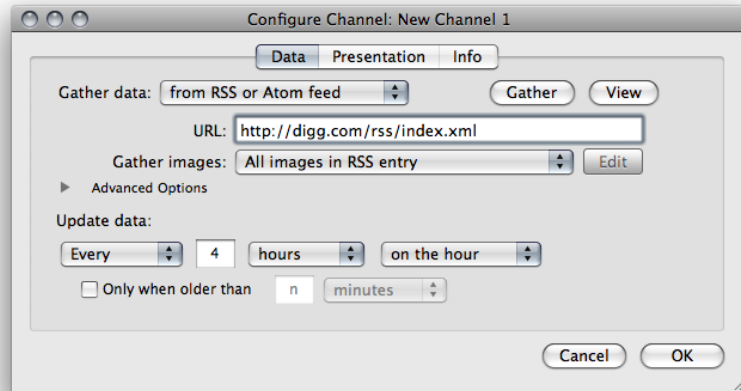 Configure Channel: New Channel 1
Data Presentation Info
Gather data: from RSS or Atom feed Gather View
URL: http://digg.com/rss/index.xml
Gather images: All images in RSS entry Edit
Advanced Options
Update data:
Every 4 hours on the hour
Only when older than n minutes
Cancel OK